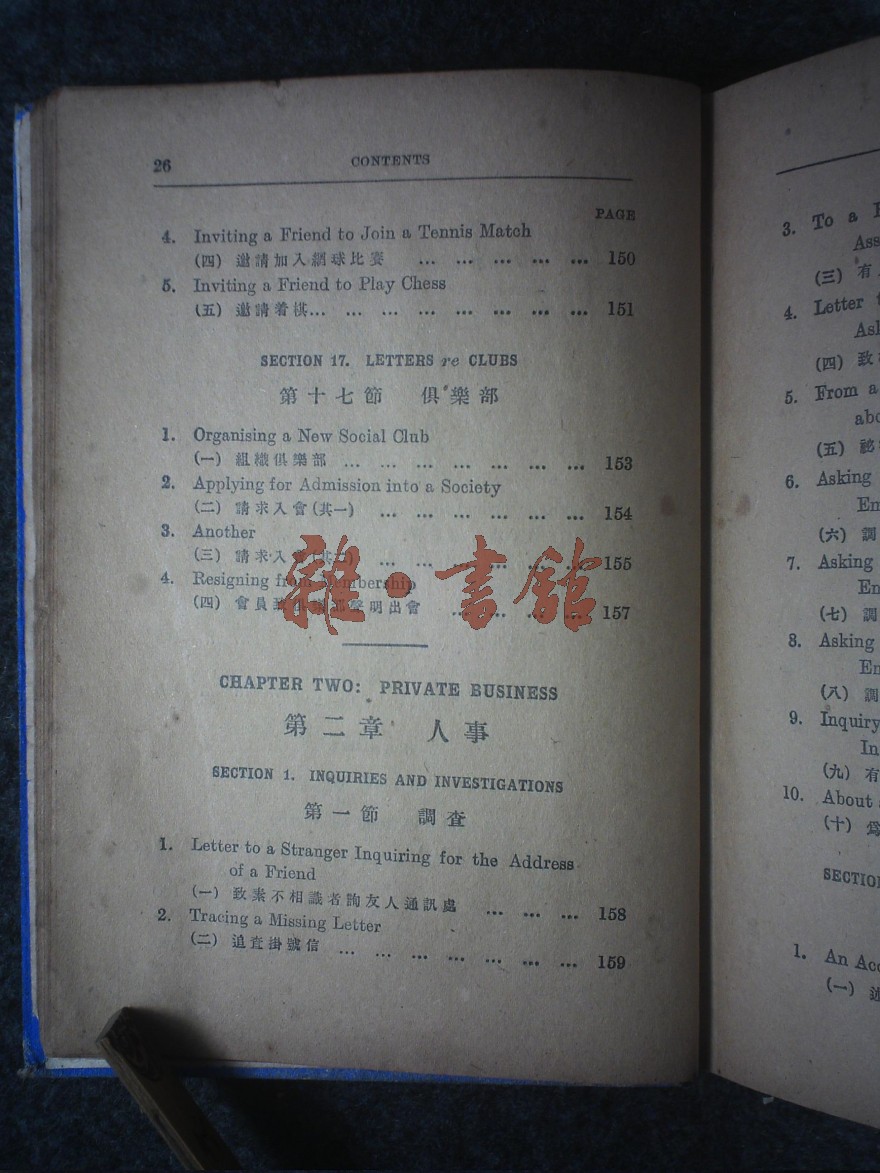 26
CONTENTS
PAGE
4. Inviting a Friend to Join a Tennis Match
(四) 邀請加入網球比賽 ... ... ... ... ... 150
5. Inviting a Friend to Play Chess
(五) 邀請着棋... ... ... ... ... ... ... ... 151
SECTION 17. LETTERS re CLUBS
第十七節 俱樂部
1. Organising a New Social Club
(一) 組織俱樂部 ... ... ... ... ... ... ... 153
2. Applying for Admission into a Society
(二) 請求入會(其一) ... ... ... ... ... ... 154
3. Another
(三) 請求入會(其二) ... ... ... ... ... ... 155
4. Resigning from Membership
(四) 會員致俱樂部聲明出會 ... ... ... ... 157
雜·書館
CHAPTER TWO: PRIVATE BUSINESS
第二章 人事
SECTION 1. INQUIRIES AND INVESTIGATIONS
第一節 調查
1. Letter to a Stranger Inquiring for the Address
of a Friend
(一) 致素不相識者詢友人通訊處 ... ... ... 158
2. Tracing a Missing Letter
(二) 追查掛號信 ... ... ... ... ... ... ... 159
3. To a
(三) 有
4. Letter
(四) 致
5. From a
(五)
6. Asking
(六) 調
7. Asking
(七) 調
8. Asking
(八) 調
9. Inquiry
(九) 有
10. About
(十) 爲
1. An
(一) 述